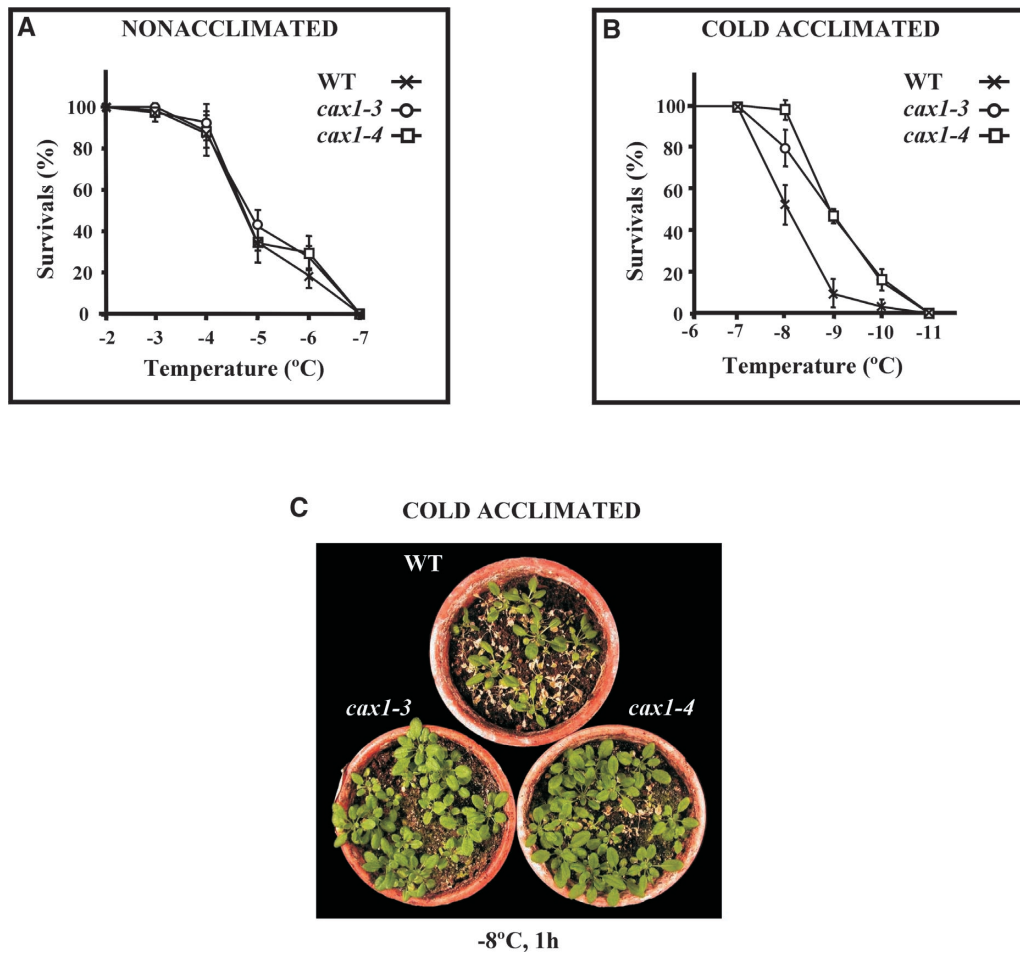 A
NONACCLIMATED
WT
cax1-3
cax1-4
Survivals (%)
100
80
60
40
20
0
-2 -3 -4 -5 -6 -7
Temperature (ºC)
B
COLD ACCLIMATED
WT
cax1-3
cax1-4
Survivals (%)
100
80
60
40
20
0
-6 -7 -8 -9 -10 -11
Temperature (ºC)
C
COLD ACCLIMATED
WT
cax1-3
cax1-4
-8ºC, 1h